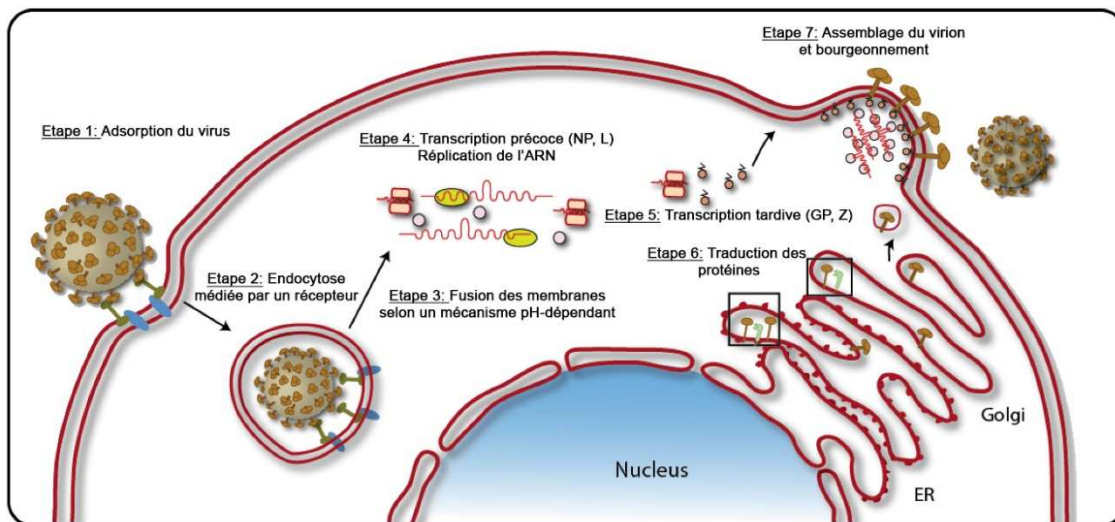 Etape 7: Assemblage du virion
et bourgeonnement
Etape 1: Adsorption du virus
Etape 4: Transcription précoce (NP, L)
Réplication de l'ARN
Etape 5: Transcription tardive (GP, Z)
Etape 6: Traduction des
protéines
Etape 2: Endocytose
médiée par un récepteur
Etape 3: Fusion des membranes
selon un mécanisme pH-dépendant
Golgi
Nucleus
ER